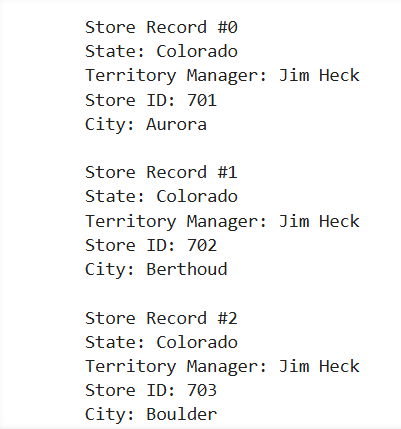 Store Record #0
State: Colorado
Territory Manager: Jim Heck
Store ID: 701
City: Aurora
Store Record #1
State: Colorado
Territory Manager: Jim Heck
Store ID: 702
City: Berthoud
Store Record #2
State: Colorado
Territory Manager: Jim Heck
Store ID: 703
City: Boulder